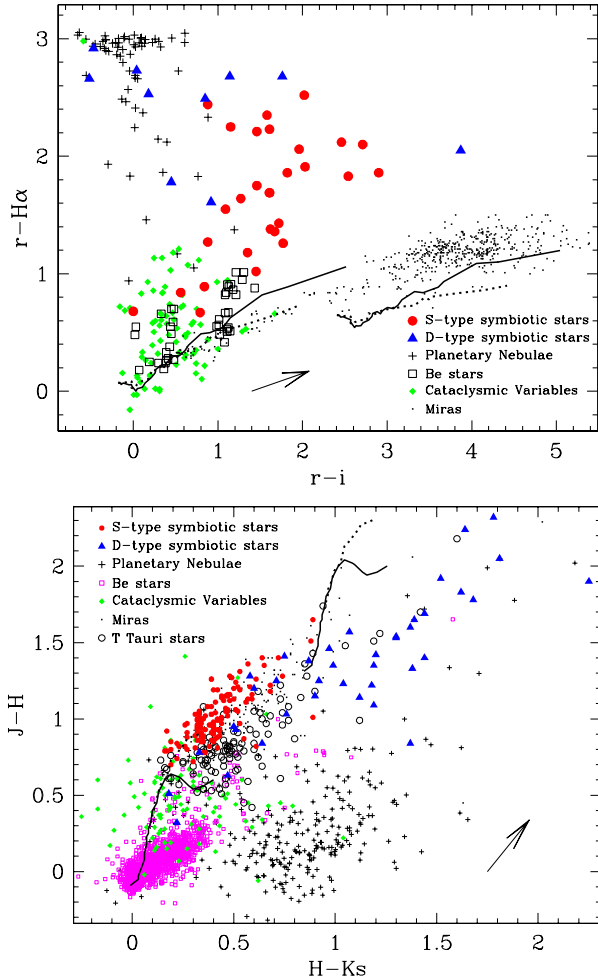 3
2
1
0
r-Hα
S-type symbiotic stars
D-type symbiotic stars
Planetary Nebulae
Be stars
Cataclysmic Variables
Miras
0 1 2 3 4 5
r-i
S-type symbiotic stars
D-type symbiotic stars
Planetary Nebulae
Be stars
Cataclysmic Variables
Miras
T Tauri stars
2
1.5
1
0.5
0
J-H
0 0.5 1 1.5 2
H-Ks